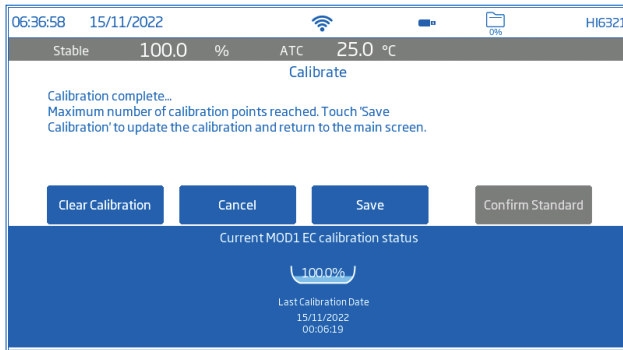 06:36:58 15/11/2022 0% HI6321
Stable 100.0 % ATC 25.0 °C
Calibrate
Calibration complete...
Maximum number of calibration points reached. Touch 'Save
Calibration' to update the calibration and return to the main screen.
Clear Calibration Cancel Save Confirm Standard
Current MOD1 EC calibration status
100.0%
Last Calibration Date
15/11/2022
00:06:19